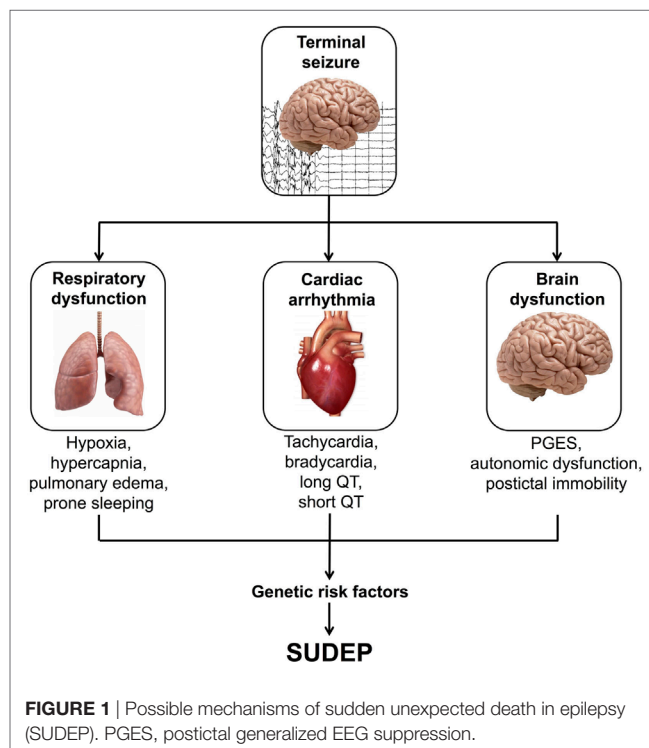 Terminal
seizure
Respiratory
dysfunction
Cardiac
arrhythmia
Brain
dysfunction
Hypoxia,
hypercapnia,
pulmonary edema,
prone sleeping
Tachycardia,
bradycardia,
long QT,
short QT
PGES,
autonomic dysfunction,
postictal immobility
Genetic risk factors
SUDEP
FIGURE 1 | Possible mechanisms of sudden unexpected death in epilepsy
(SUDEP). PGES, postictal generalized EEG suppression.